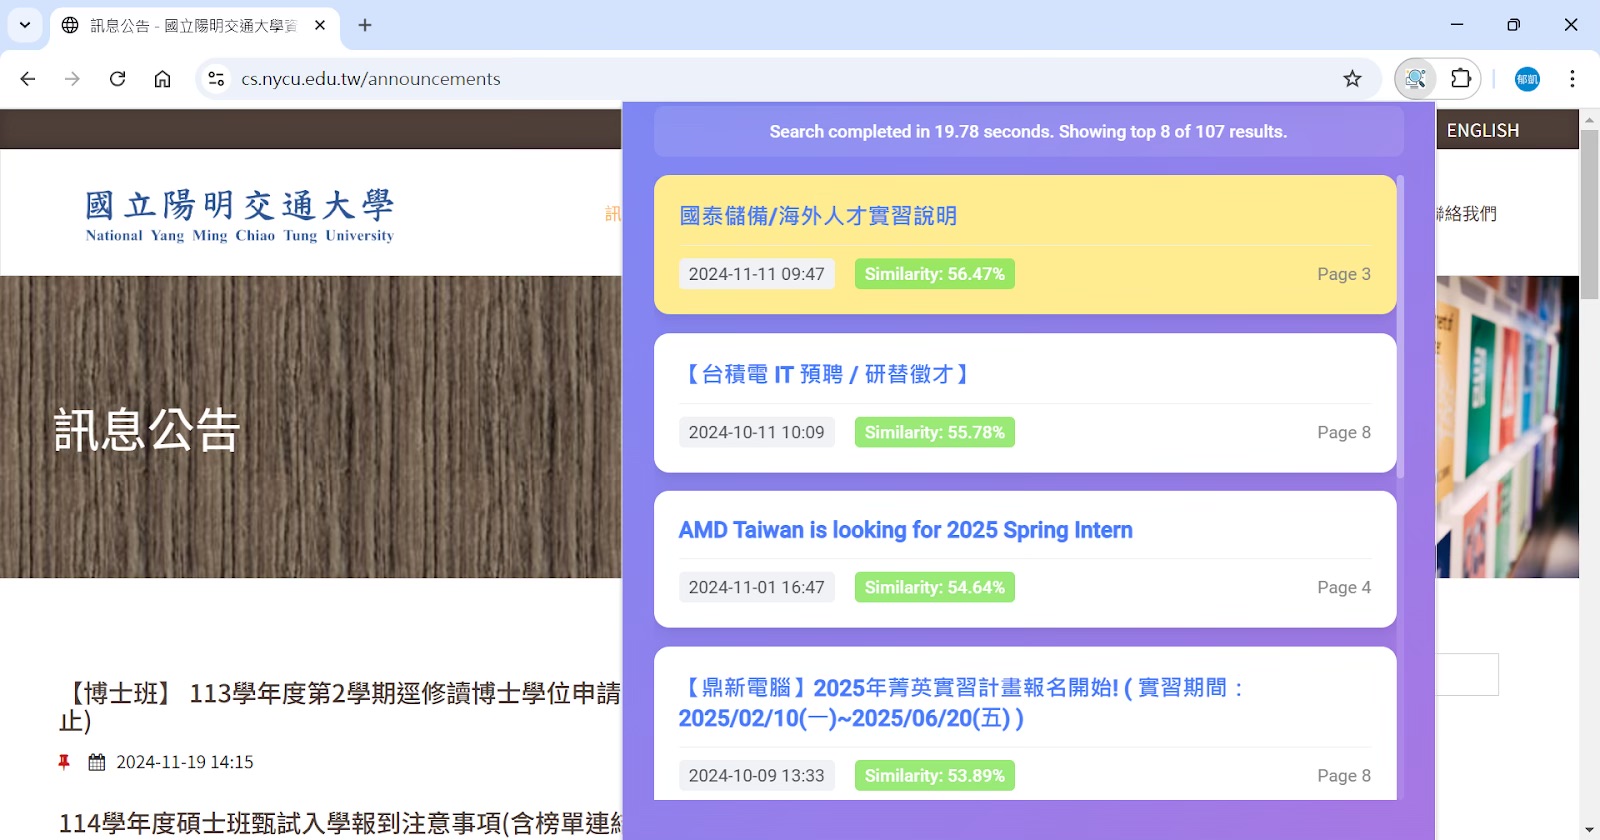 訊息公告 - 國立陽明交通大學資
cs.nycu.edu.tw/announcements
郁凱
ENGLISH
國立陽明交通大學
National Yang Ming Chiao Tung University
訊
聯絡我們
訊息公告
Search completed in 19.78 seconds. Showing top 8 of 107 results.
國泰儲備/海外人才實習說明
2024-11-11 09:47 Similarity: 56.47% Page 3
【台積電 IT 預聘 / 研替徵才】
2024-10-11 10:09 Similarity: 55.78% Page 8
AMD Taiwan is looking for 2025 Spring Intern
2024-11-01 16:47 Similarity: 54.64% Page 4
【鼎新電腦】2025年菁英實習計畫報名開始! ( 實習期間：
2025/02/10(一)~2025/06/20(五) )
2024-10-09 13:33 Similarity: 53.89% Page 8
【博士班】 113學年度第2學期逕修讀博士學位申請
止)
2024-11-19 14:15
114學年度碩士班甄試入學報到注意事項(含榜單連結